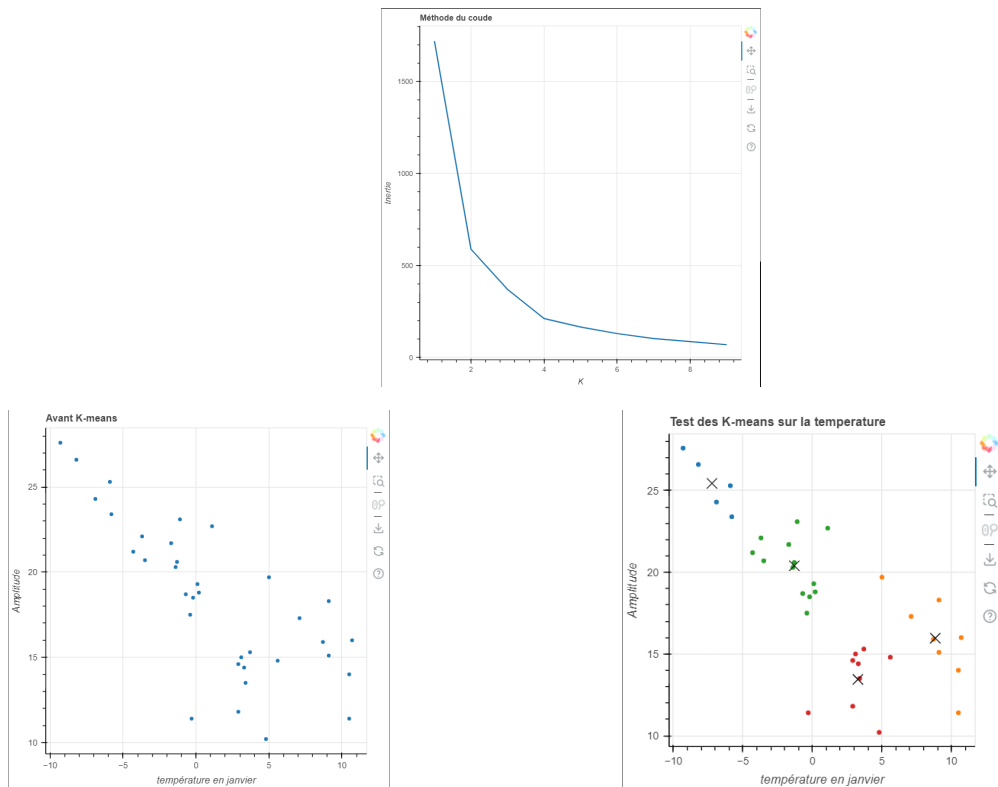 Méthode du coude
1500
1000
500
0
Inertie
2
4
6
8
K
Avant K-means
25
20
15
10
Amplitude
−10
−5
0
5
10
température en janvier
Test des K-means sur la temperature
25
20
15
10
Amplitude
−10
−5
0
5
10
température en janvier